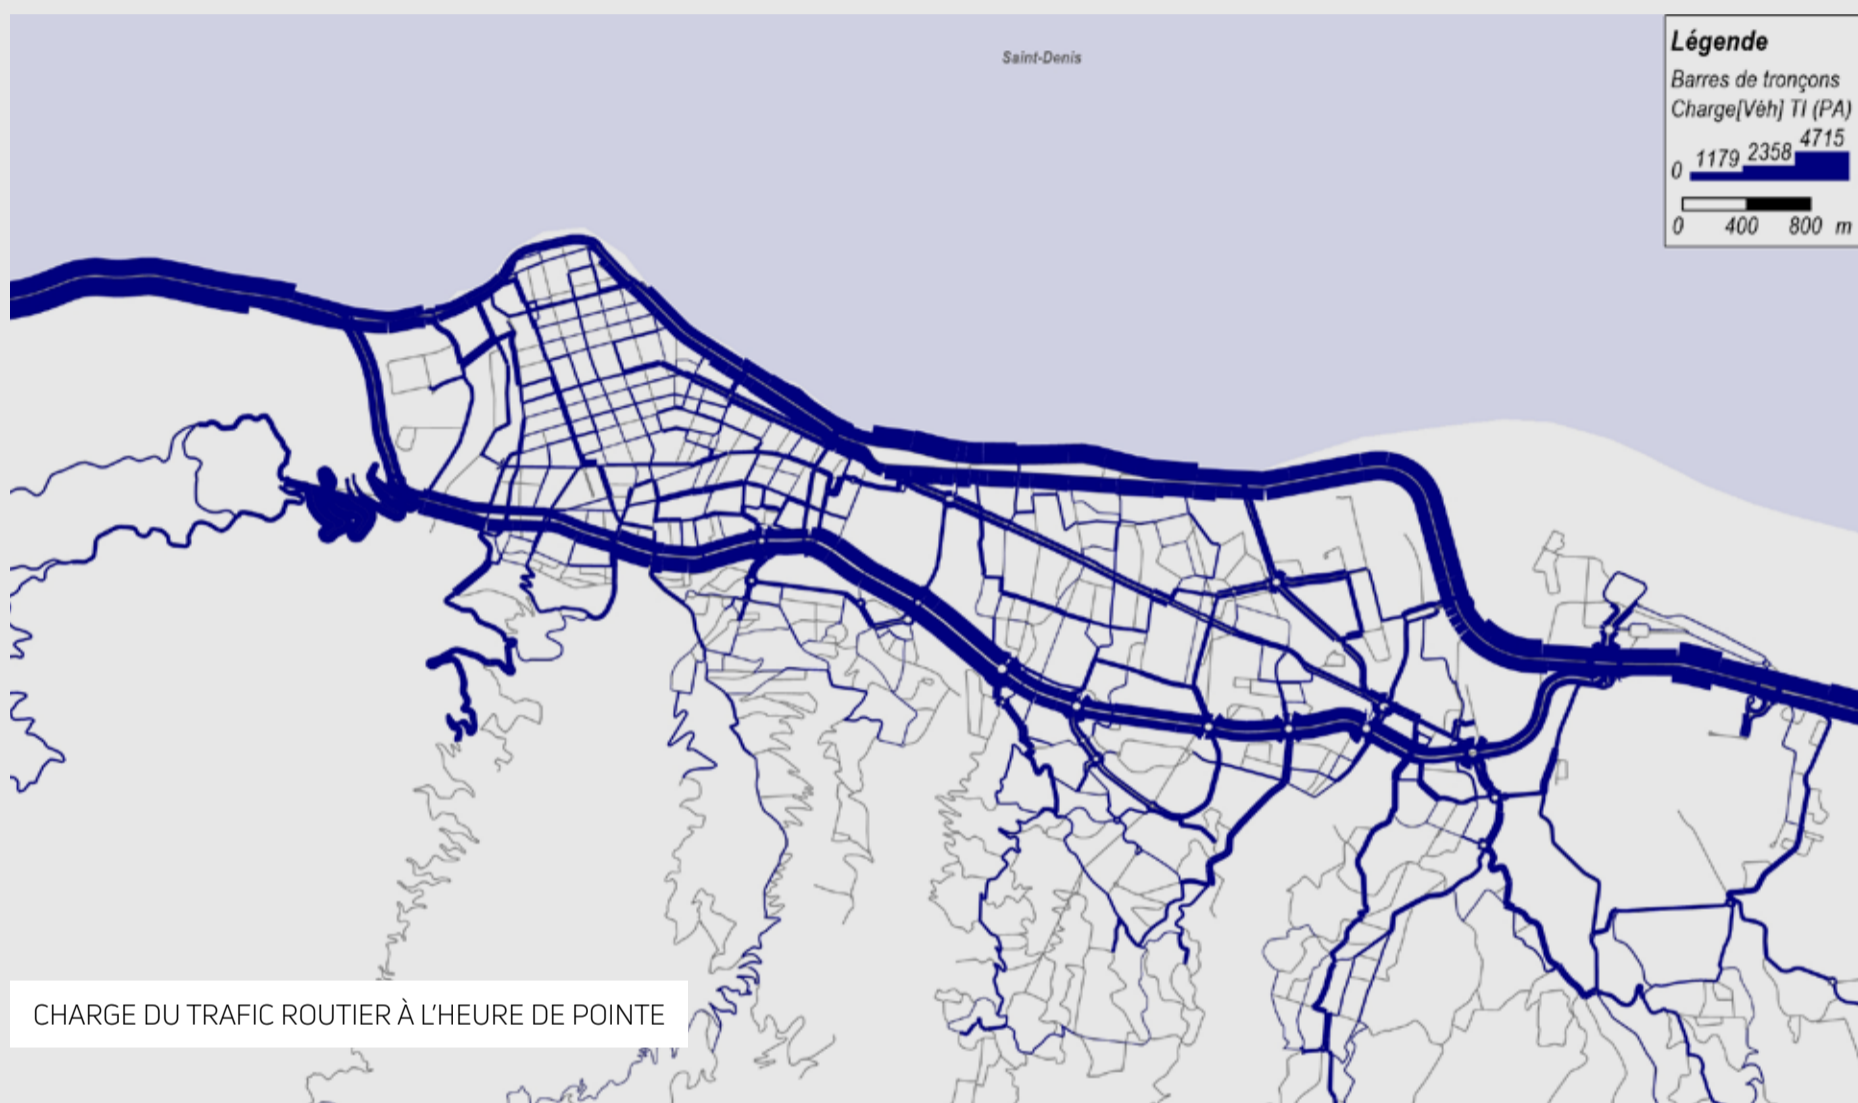 Saint-Denis
Légende
Barres de tronçons
Charge[Véh] TI (PA)
0 1179 2358 4715
0 400 800 m
CHARGE DU TRAFIC ROUTIER À L'HEURE DE POINTE